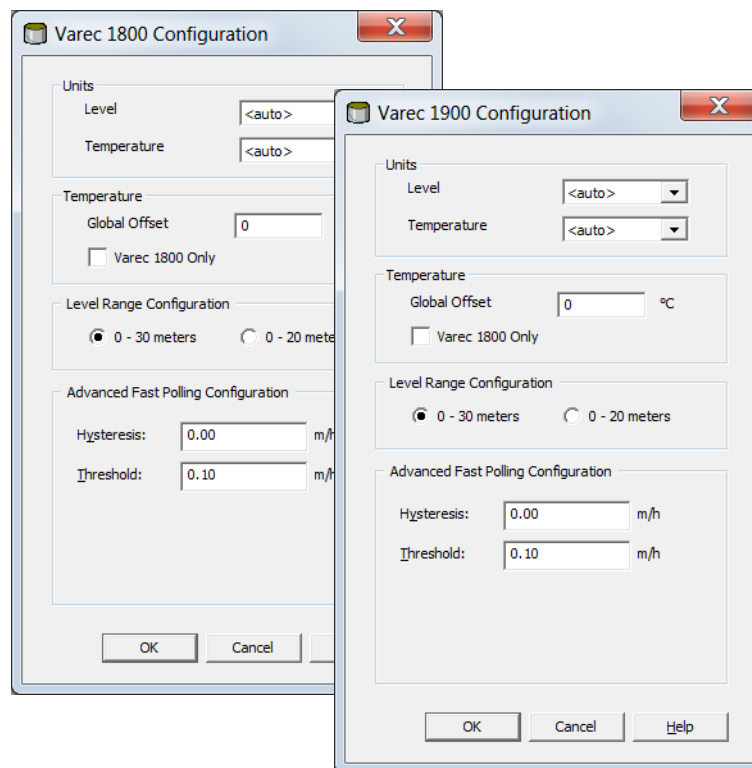 Varec 1800 Configuration
Units
Level <auto>
Temperature <auto>
Temperature
Global Offset 0
Varec 1800 Only
Level Range Configuration
0 - 30 meters 0 - 20 mete
Advanced Fast Polling Configuration
Hysteresis: 0.00 m/h
Threshold: 0.10 m/h
OK Cancel
Varec 1900 Configuration
Units
Level <auto>
Temperature <auto>
Temperature
Global Offset 0 °C
Varec 1800 Only
Level Range Configuration
0 - 30 meters 0 - 20 meters
Advanced Fast Polling Configuration
Hysteresis: 0.00 m/h
Threshold: 0.10 m/h
OK Cancel Help